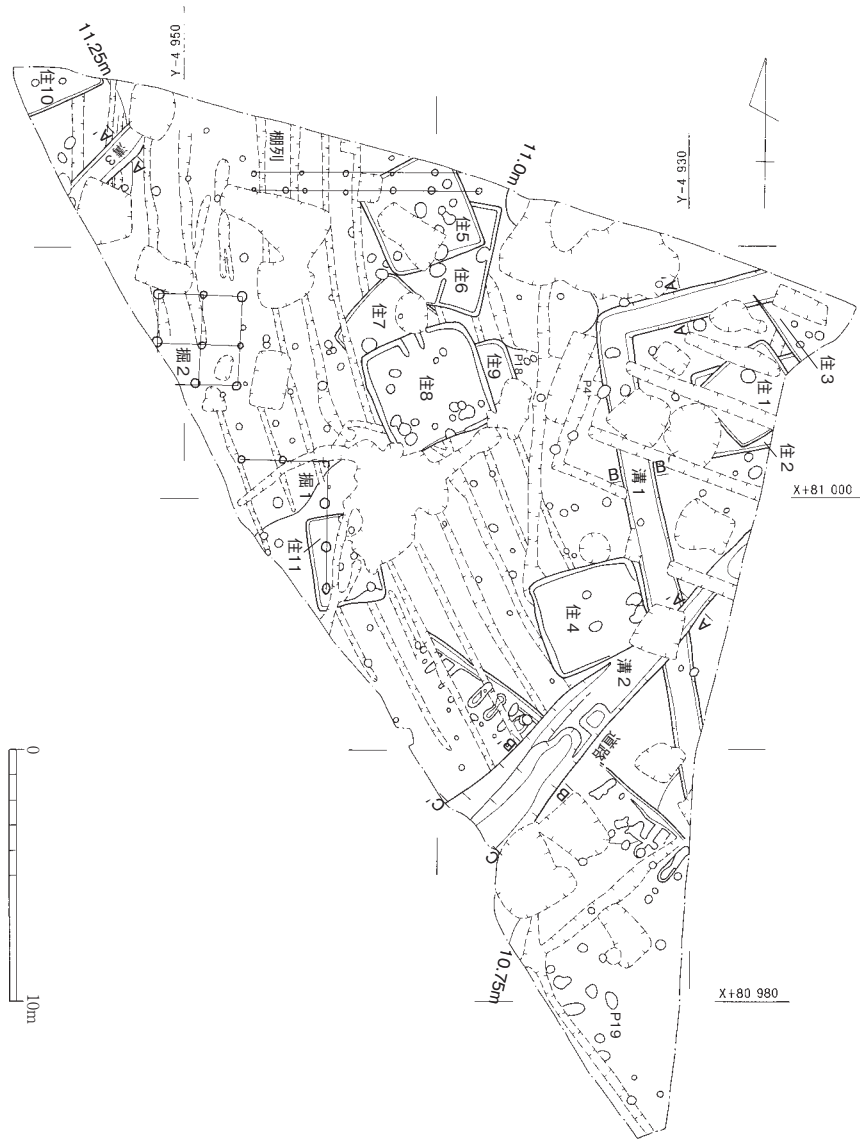 11.25m
Y-4 950
住10
A'
溝3
A
柵列
11.0m
Y-4 930
住5
住6
住7
住8
住9
P18
P4
A'
A
住3
住1
住2
掘2
B'
B
溝1
X+81 000
掘1
住11
住4
A'
A
溝2
道路
B'
B
C'
C
10.75m
X+80 980
P19
0
10m